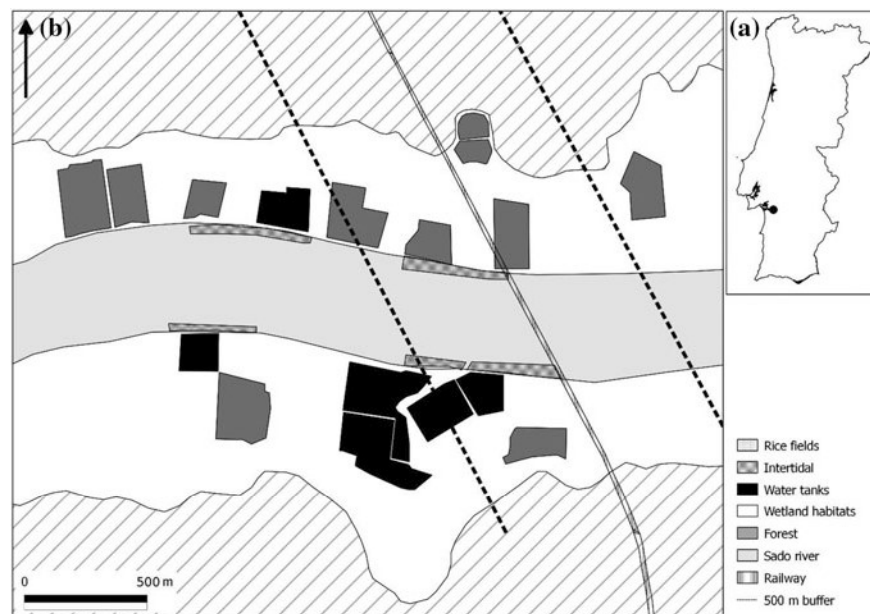 (b)
(a)
Rice fields
Intertidal
Water tanks
Wetland habitats
Forest
Sado river
Railway
500 m buffer
0 500 m